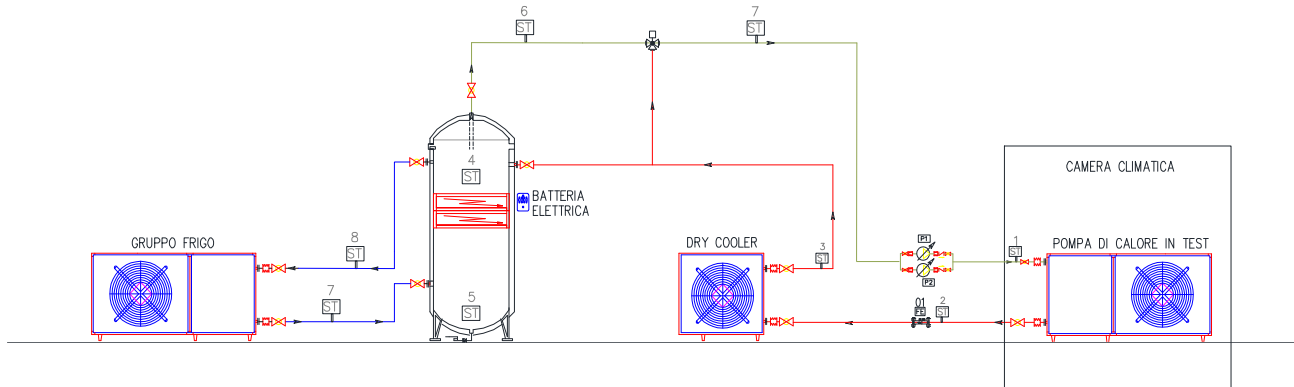 6
ST
7
ST
4
ST
BATTERIA
ELETTRICA
CAMERA CLIMATICA
GRUPPO FRIGO
8
ST
DRY COOLER
3
ST
P1
P2
1
ST
POMPA DI CALORE IN TEST
7
ST
5
ST
01
FE
2
ST